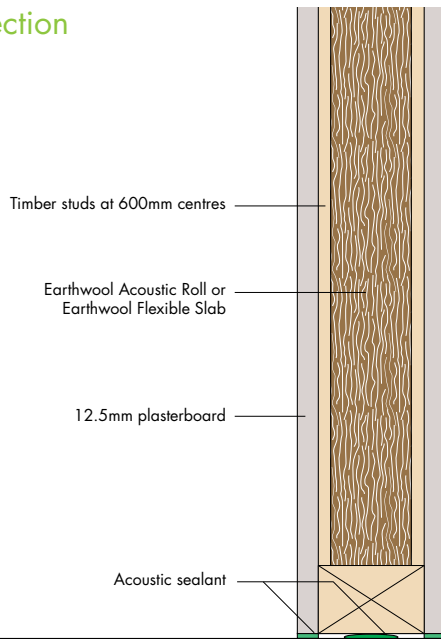 ection
Timber studs at 600mm centres
Earthwool Acoustic Roll or
Earthwool Flexible Slab
12.5mm plasterboard
Acoustic sealant